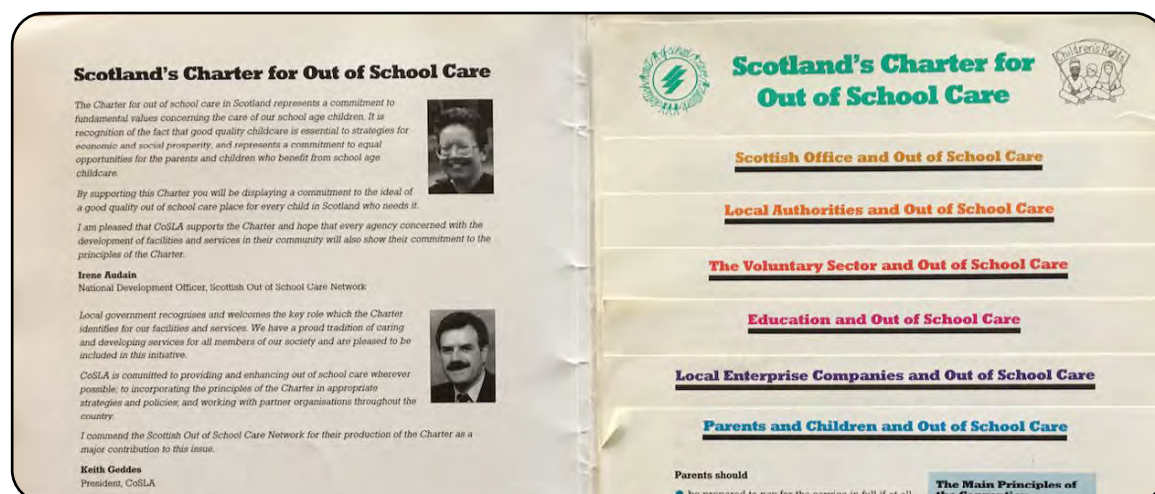 Scotland's Charter for Out of School Care
The Charter for out of school care in Scotland represents a commitment to
fundamental values concerning the care of our school age children. It is
recognition of the fact that good quality childcare is essential to strategies for
economic and social prosperity, and represents a commitment to equal
opportunities for the parents and children who benefit from school age
childcare.
By supporting this Charter you will be displaying a commitment to the ideal of
a good quality out of school care place for every child in Scotland who needs it.
I am pleased that CoSLA supports the Charter and hope that every agency concerned with the
development of facilities and services in their community will also show their commitment to the
principles of the Charter.
Irene Audain
National Development Officer, Scottish Out of School Care Network
Local government recognises and welcomes the key role which the Charter
identifies for our facilities and services. We have a proud tradition of caring
and developing services for all members of our society and are pleased to be
included in this initiative.
CoSLA is committed to providing and enhancing out of school care wherever
possible; to incorporating the principles of the Charter in appropriate
strategies and policies; and working with partner organisations throughout the
country.
I commend the Scottish Out of School Care Network for their production of the Charter as a
major contribution to this issue.
Keith Geddes
President, CoSLA
Scotland's Charter for
Out of School Care
Children's Rights
Scottish Office and Out of School Care
Local Authorities and Out of School Care
The Voluntary Sector and Out of School Care
Education and Out of School Care
Local Enterprise Companies and Out of School Care
Parents and Children and Out of School Care
Parents should
be prepared to pay for the service in full if at all
The Main Principles of
the Convention